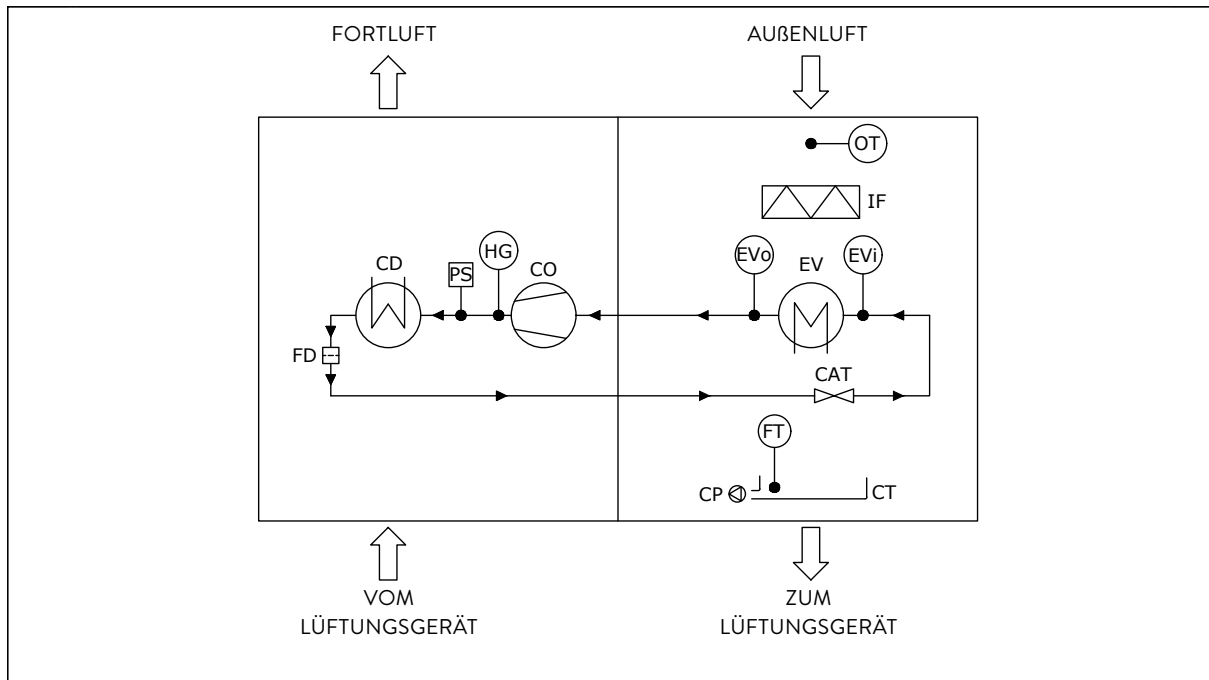 FORTLUFT
AUßENLUFT
OT
IF
HG
CD
PS
CO
EVo
EV
EVi
FD
CAT
FT
CP
CT
VOM
LÜFTUNGSGERÄT
ZUM
LÜFTUNGSGERÄT